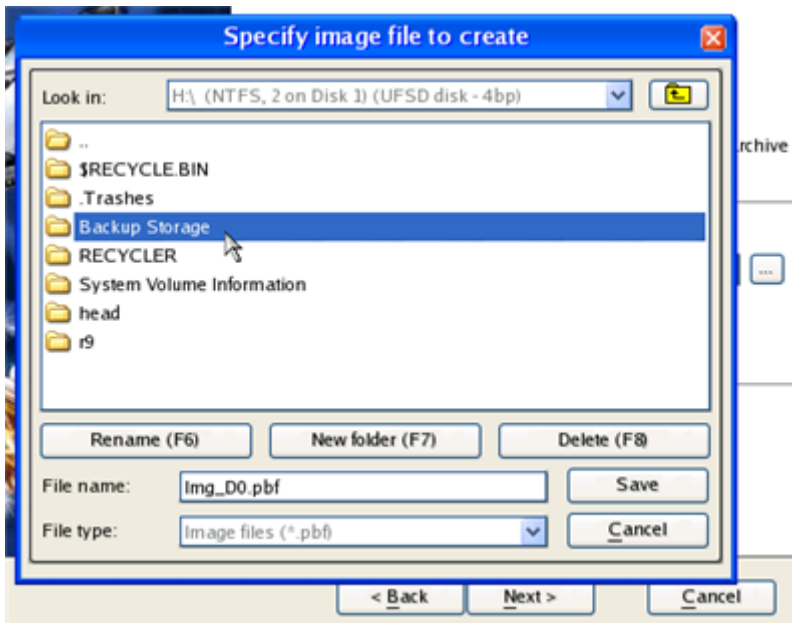 Specify image file to create
Look in:
H:\ (NTFS, 2 on Disk 1) (UFSD disk - 4bp)
..
$RECYCLE.BIN
.Trashes
Backup Storage
RECYCLER
System Volume Information
head
r9
Rename (F6)
New folder (F7)
Delete (F8)
File name:
Img_D0.pbf
Save
File type:
Image files (*.pbf)
Cancel
rchive
...
< Back
Next >
Cancel